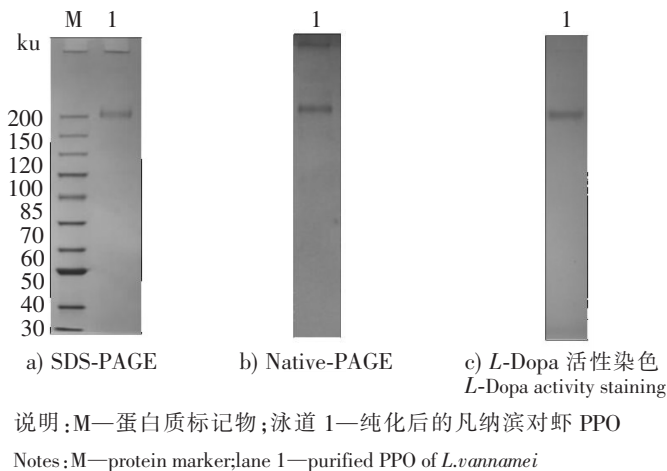 M 1
ku
200
150
120
100
85
70
60
50
40
30
a) SDS-PAGE
1
b) Native-PAGE
1
c) L-Dopa 活性染色
L-Dopa activity staining
说明:M—蛋白质标记物;泳道 1—纯化后的凡纳滨对虾 PPO
Notes:M—protein marker;lane 1—purified PPO of L.vannamei